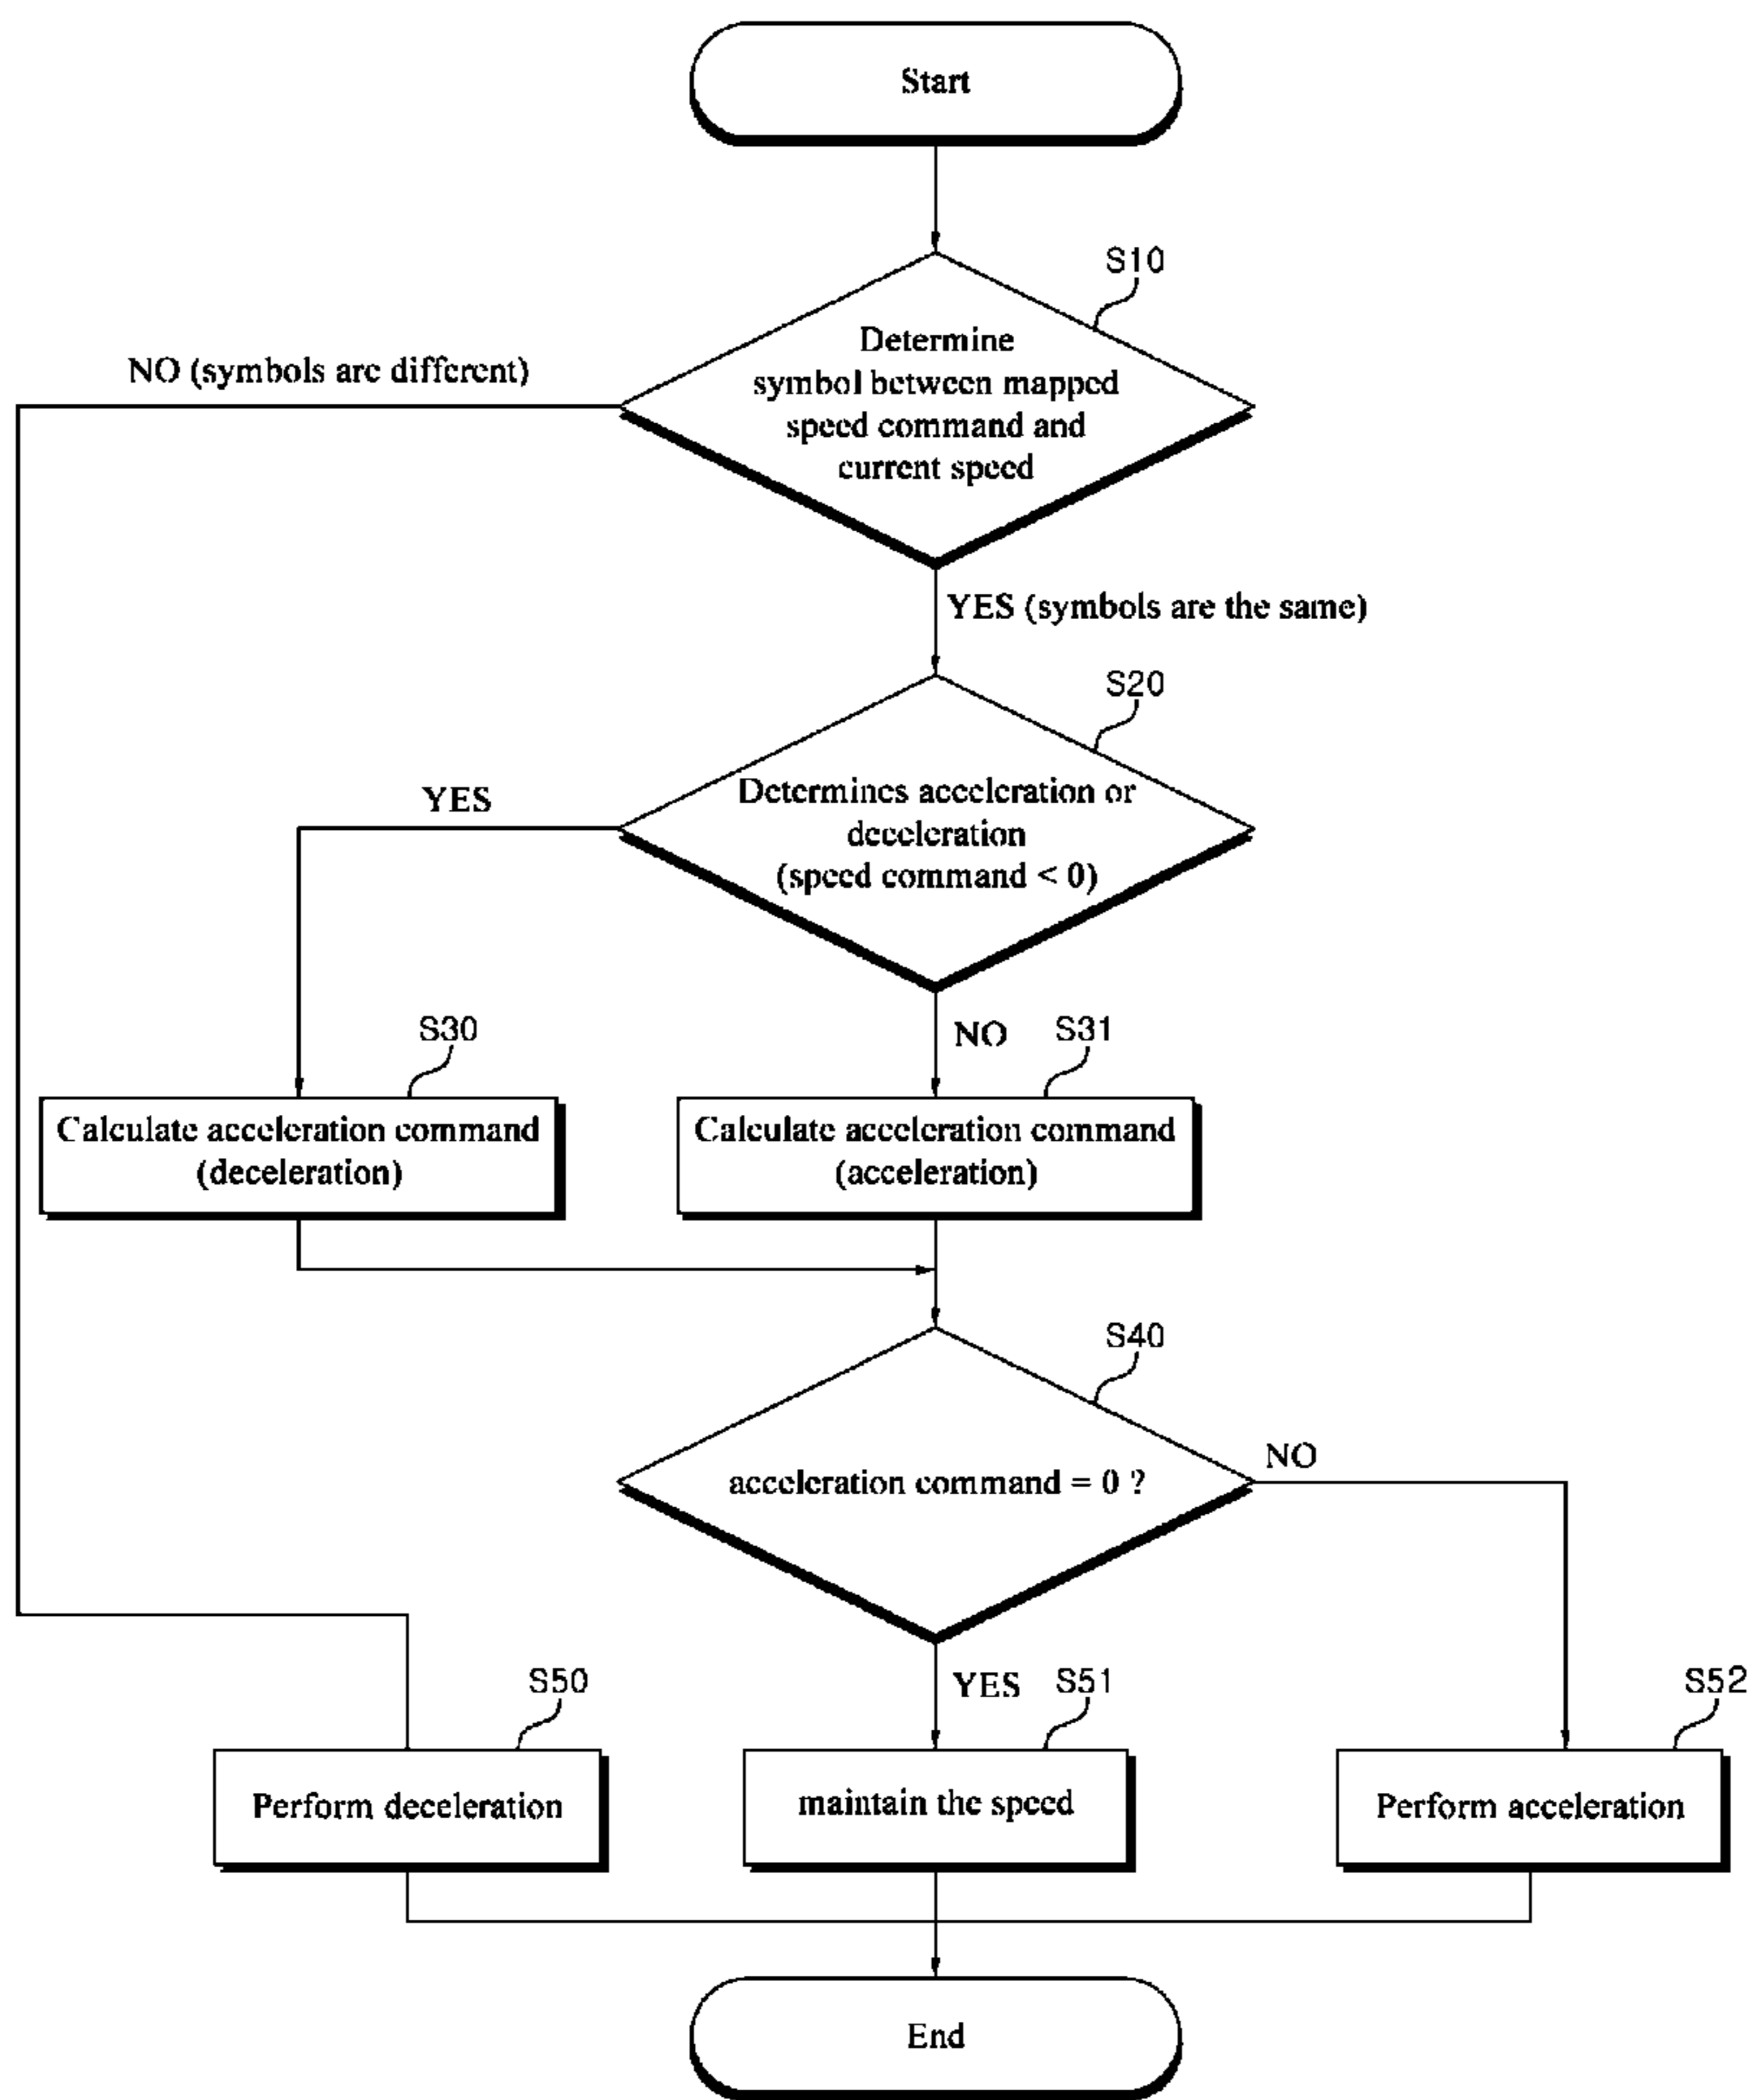 Start
S10
Determine
symbol between mapped
speed command and
current speed
NO (symbols are different)
YES (symbols are the same)
S20
Determines acceleration or
deceleration
(speed command < 0)
YES
NO
S30
Calculate acceleration command
(deceleration)
S31
Calculate acceleration command
(acceleration)
S40
acceleration command = 0 ?
NO
YES
S50
Perform deceleration
S51
maintain the speed
S52
Perform acceleration
End